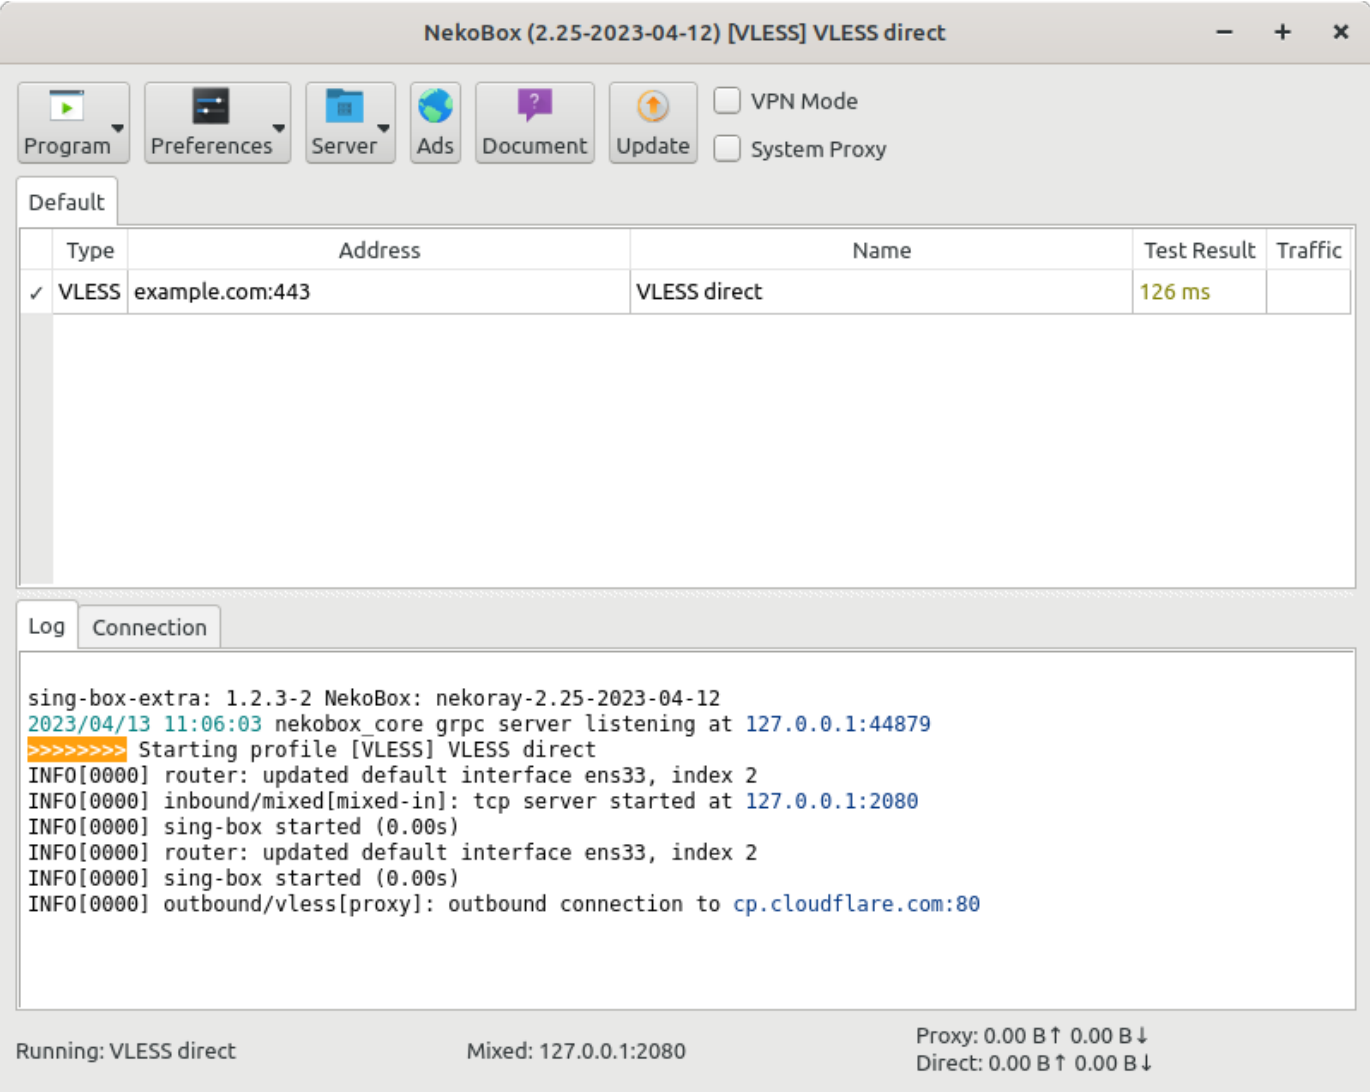 NekoBox (2.25-2023-04-12) [VLESS] VLESS direct
Program Preferences Server Ads Document Update
VPN Mode
System Proxy
Default
Type Address Name Test Result Traffic
✓ VLESS example.com:443 VLESS direct 126 ms
Log Connection
sing-box-extra: 1.2.3-2 NekoBox: nekoray-2.25-2023-04-12
2023/04/13 11:06:03 nekobox_core grpc server listening at 127.0.0.1:44879
>>>>>>>> Starting profile [VLESS] VLESS direct
INFO[0000] router: updated default interface ens33, index 2
INFO[0000] inbound/mixed[mixed-in]: tcp server started at 127.0.0.1:2080
INFO[0000] sing-box started (0.00s)
INFO[0000] router: updated default interface ens33, index 2
INFO[0000] sing-box started (0.00s)
INFO[0000] outbound/vless[proxy]: outbound connection to cp.cloudflare.com:80
Running: VLESS direct
Mixed: 127.0.0.1:2080
Proxy: 0.00 B↑ 0.00 B↓
Direct: 0.00 B↑ 0.00 B↓